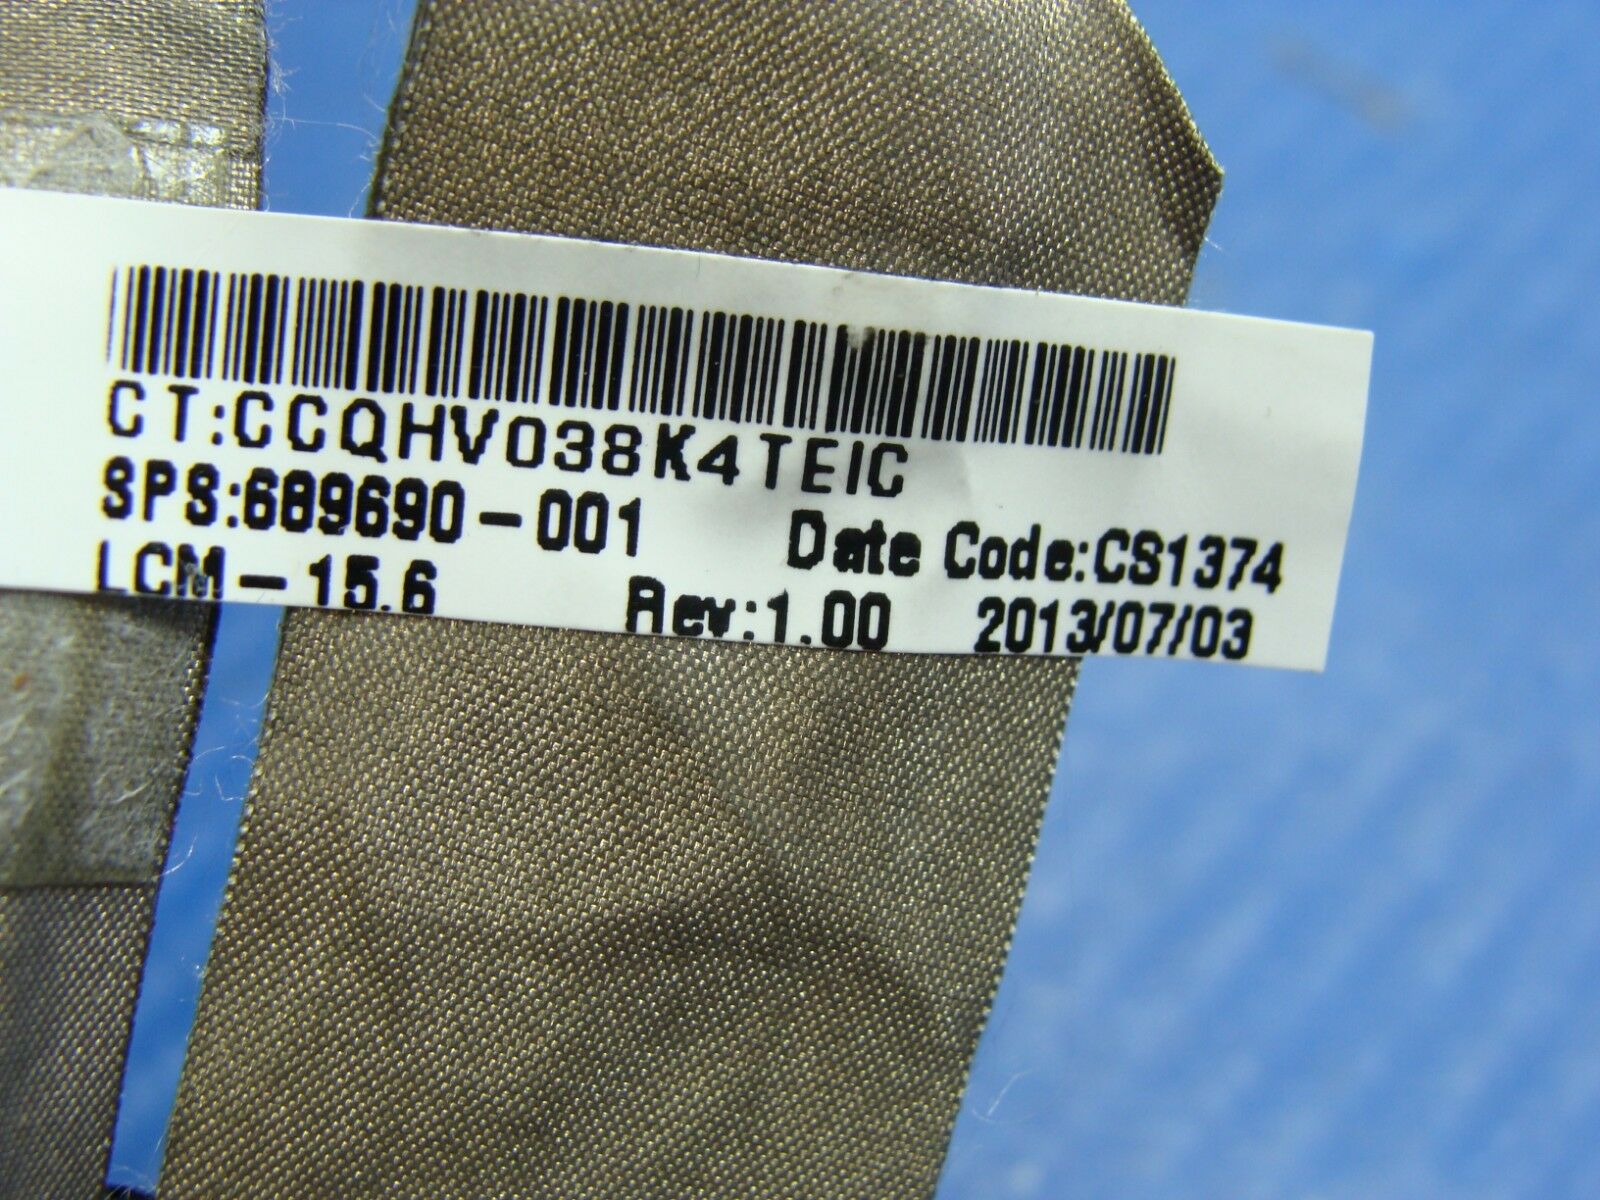 CT:CCQHV038K4TEIC
SPS:689690-001 Date Code:CS1374
LCM-15.6 Rev:1.00 2013/07/03